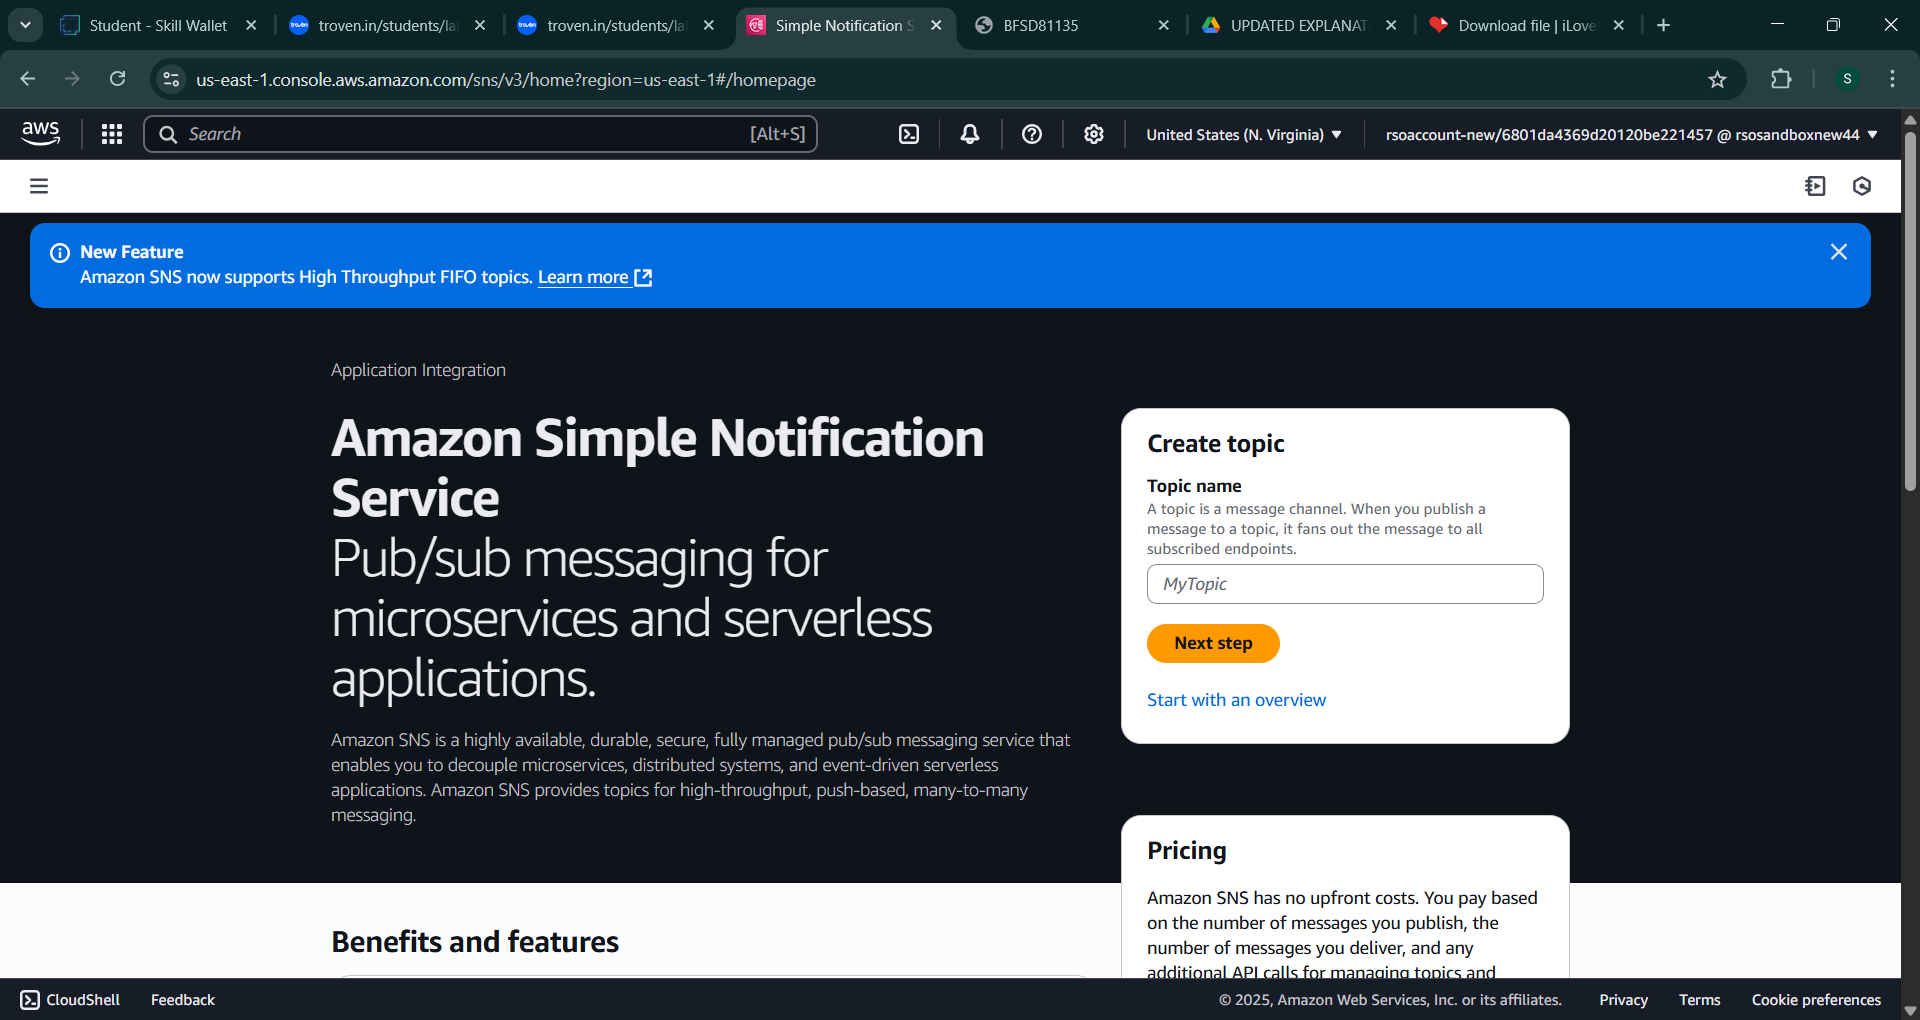 Student - Skill Wallet
troven.in/students/la
troven.in/students/la
Simple Notification S
BFSD81135
UPDATED EXPLANAT
Download file | iLove
us-east-1.console.aws.amazon.com/sns/v3/home?region=us-east-1#/homepage
S
aws
Search
[Alt+S]
United States (N. Virginia)
rsoaccount-new/6801da4369d20120be221457 @ rsosandboxnew44
New Feature
Amazon SNS now supports High Throughput FIFO topics. Learn more
Application Integration
Amazon Simple Notification
Service
Pub/sub messaging for
microservices and serverless
applications.
Amazon SNS is a highly available, durable, secure, fully managed pub/sub messaging service that
enables you to decouple microservices, distributed systems, and event-driven serverless
applications. Amazon SNS provides topics for high-throughput, push-based, many-to-many
messaging.
Create topic
Topic name
A topic is a message channel. When you publish a
message to a topic, it fans out the message to all
subscribed endpoints.
MyTopic
Next step
Start with an overview
Pricing
Amazon SNS has no upfront costs. You pay based
on the number of messages you publish, the
number of messages you deliver, and any
additional API calls for managing topics and
Benefits and features
CloudShell
Feedback
© 2025, Amazon Web Services, Inc. or its affiliates.
Privacy
Terms
Cookie preferences